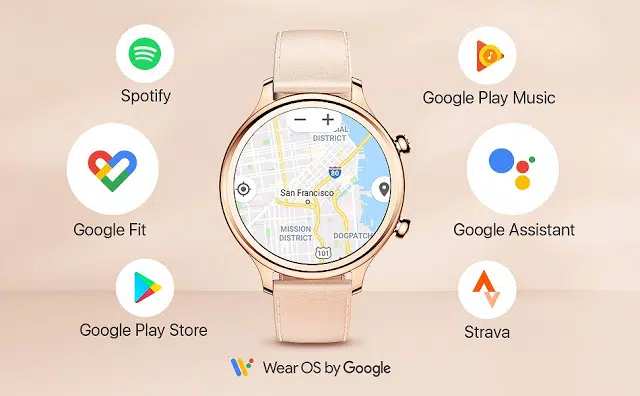 Spotify
Google Play Music
Google Fit
Google Assistant
Google Play Store
Strava
− +
DISTRICT
80
San Francisco
MISSION
DISTRICT
DOGPATCH
101
Wear OS by Google